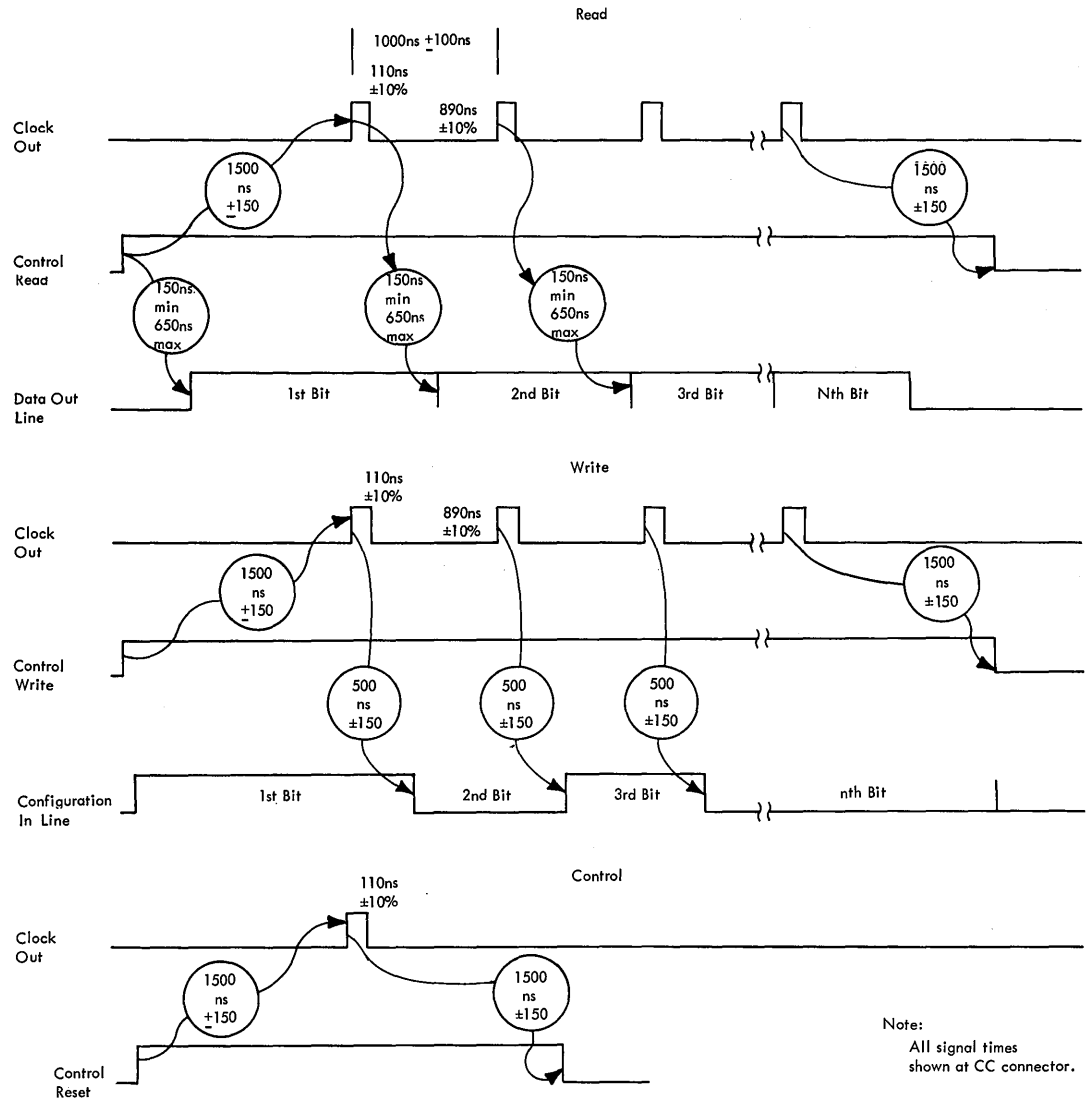 Read
1000ns ±100ns
110ns
±10%
890ns
±10%
Clock
Out
1500
ns
±150
1500
ns
±150
Control
Read
150ns.
min
650ns
max
150ns
min
650ns
max
150ns
min
650ns
max
Data Out
Line
1st Bit
2nd Bit
3rd Bit
Nth Bit
Write
110ns
±10%
890ns
±10%
Clock
Out
1500
ns
±150
1500
ns
±150
Control
Write
500
ns
±150
500
ns
±150
500
ns
±150
Configuration
In Line
1st Bit
2nd Bit
3rd Bit
nth Bit
Control
110ns
±10%
Clock
Out
1500
ns
±150
1500
ns
±150
Control
Reset
Note:
All signal times
shown at CC connector.